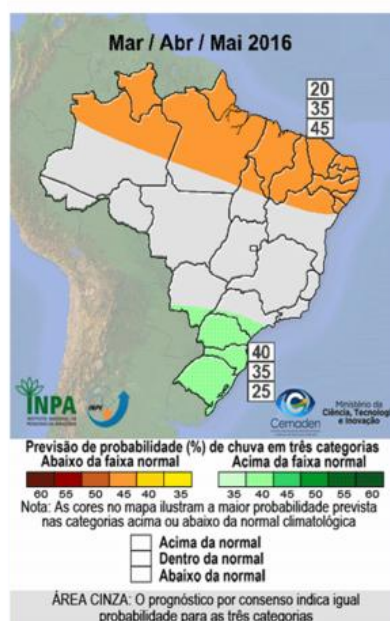 Mar / Abr / Mai 2016
20
35
45
40
35
25
INPA
INPE
Cemaden
Ministério da
Ciência, Tecnologia
e Inovação
Previsão de probabilidade (%) de chuva em três categorias
Abaixo da faixa normal
Acima da faixa normal
60 55 50 45 40 35
35 40 45 50 55 60
Nota: As cores no mapa ilustram a maior probabilidade prevista
nas categorias acima ou abaixo da normal climatológica
Acima da normal
Dentro da normal
Abaixo da normal
ÁREA CINZA: O prognóstico por consenso indica igual
probabilidade para as três categorias